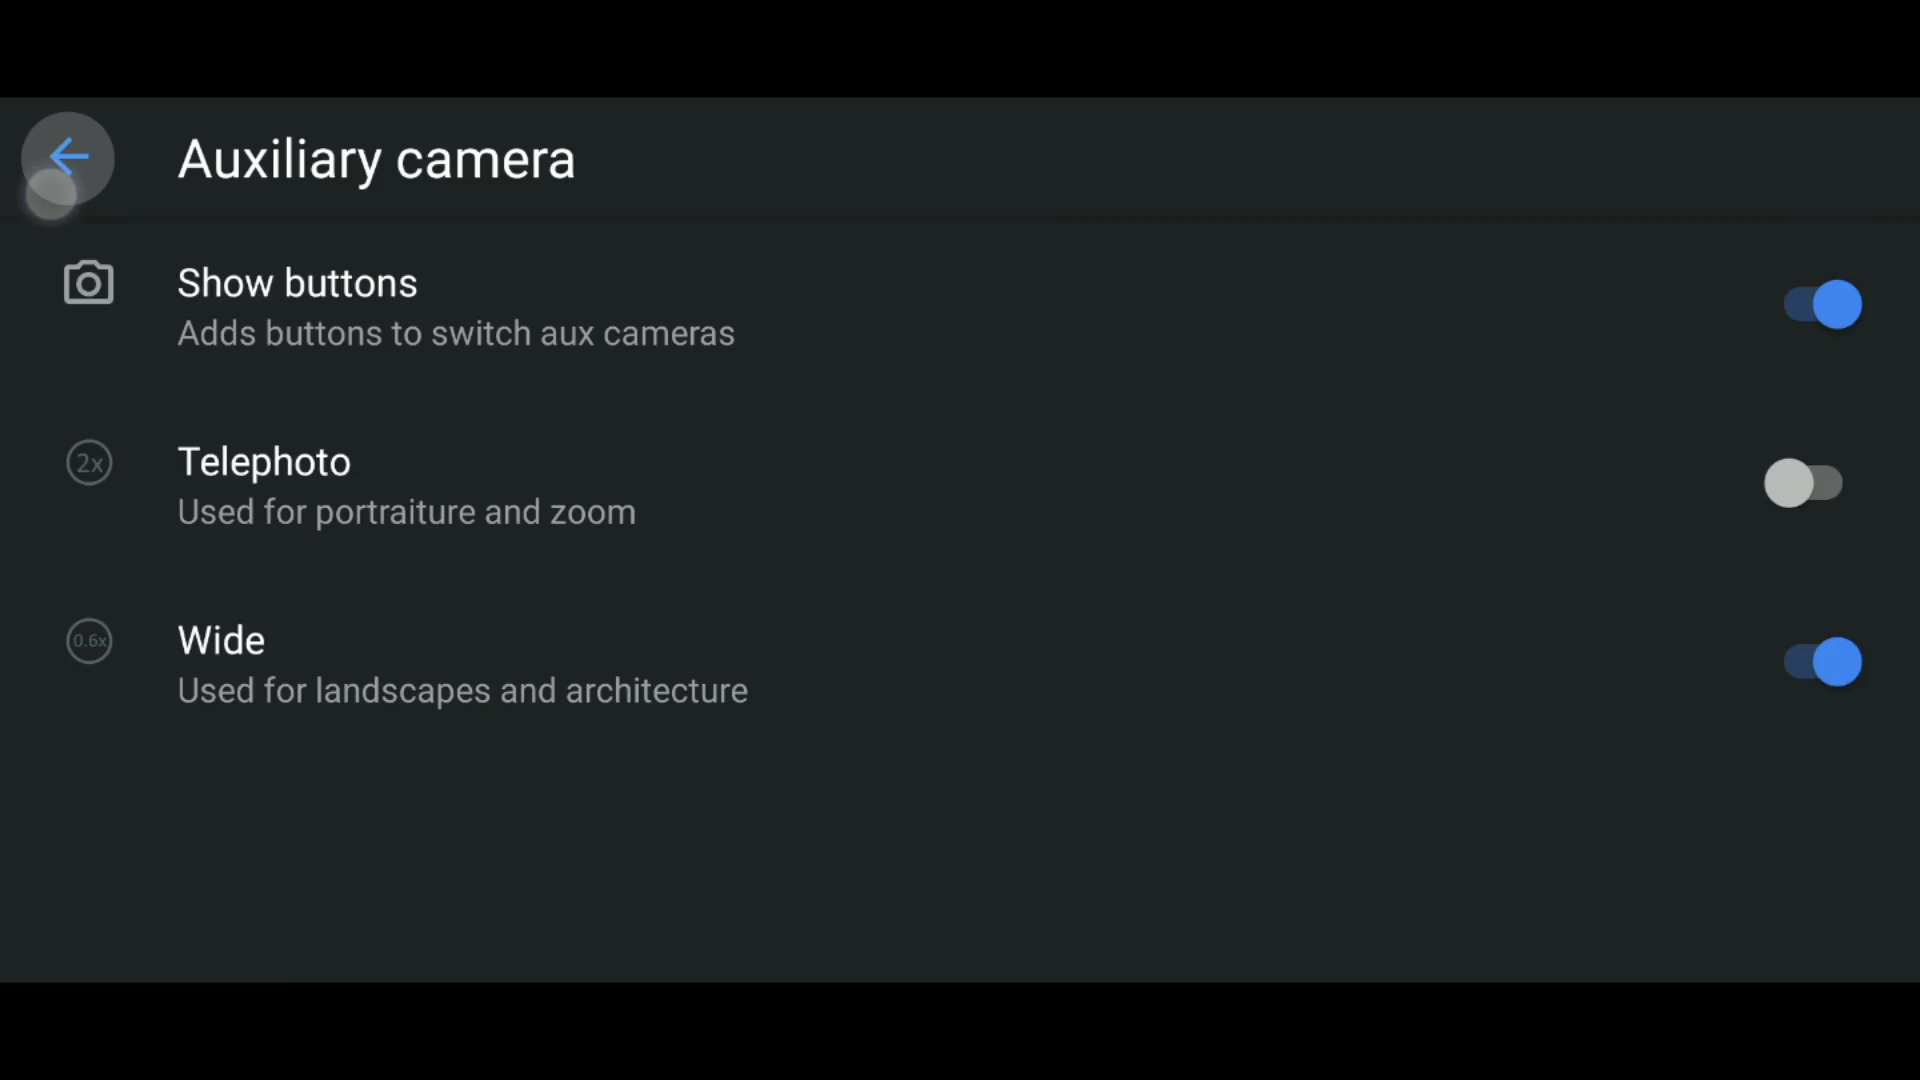 Auxiliary camera
Show buttons
Adds buttons to switch aux cameras
2x
Telephoto
Used for portraiture and zoom
0.6x
Wide
Used for landscapes and architecture